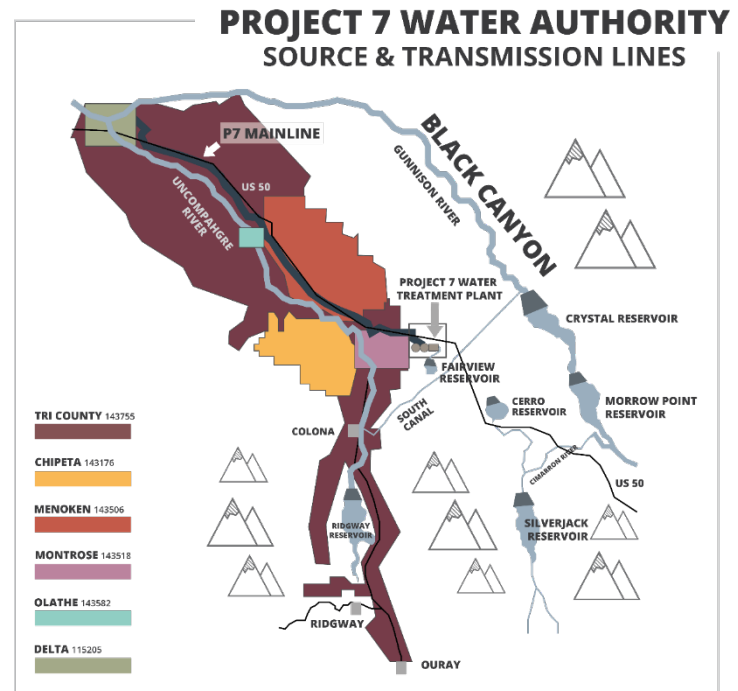 PROJECT 7 WATER AUTHORITY
SOURCE & TRANSMISSION LINES
P7 MAINLINE
BLACK CANYON
GUNNISON RIVER
US 50
UNCOMPAHGRE
RIVER
PROJECT 7 WATER
TREATMENT PLANT
CRYSTAL RESERVOIR
FAIRVIEW
RESERVOIR
MORROW POINT
RESERVOIR
CERRO
RESERVOIR
SOUTH
CANAL
COLONA
CIMARRON RIVER
US 50
RIDGWAY
RESERVOIR
SILVERJACK
RESERVOIR
RIDGWAY
OURAY
TRI COUNTY 143755
CHIPETA 143176
MENOKEN 143506
MONTROSE 143518
OLATHE 143582
DELTA 115205